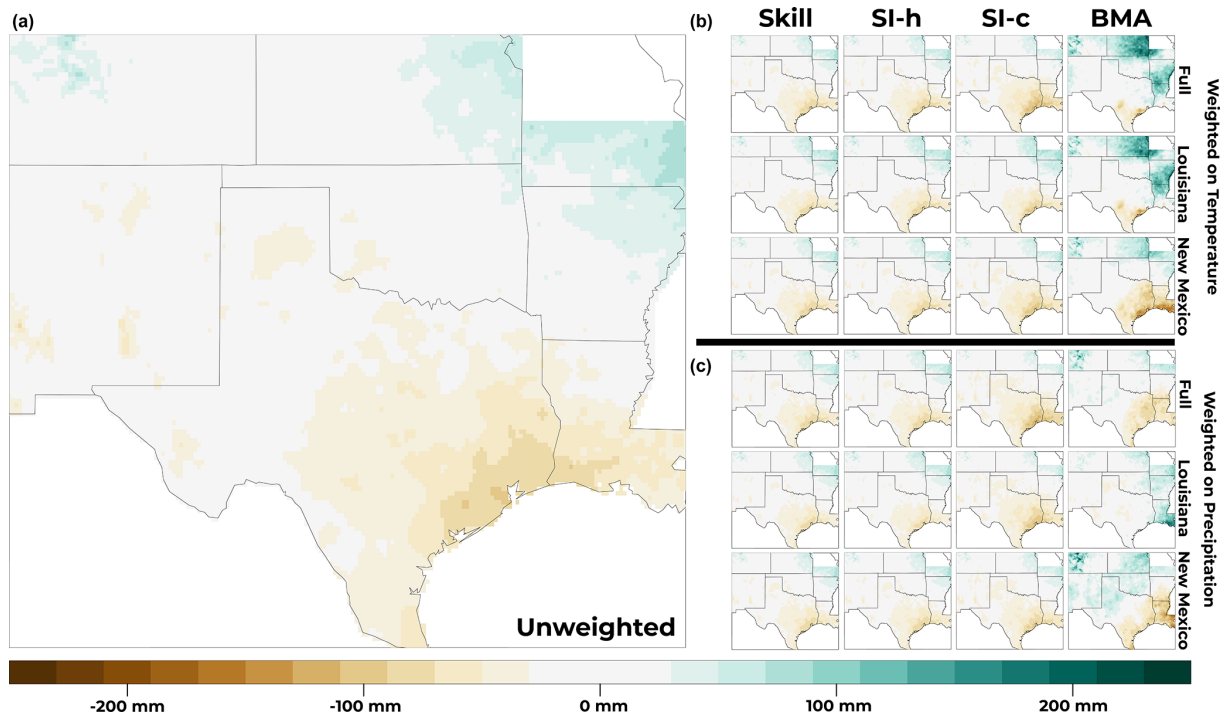 (a)
Unweighted
(b)
Skill
SI-h
SI-c
BMA
Full
Louisiana
New Mexico
Weighted on Temperature
(c)
Full
Louisiana
New Mexico
Weighted on Precipitation
-200 mm
-100 mm
0 mm
100 mm
200 mm